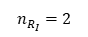 n_{R_I} = 2